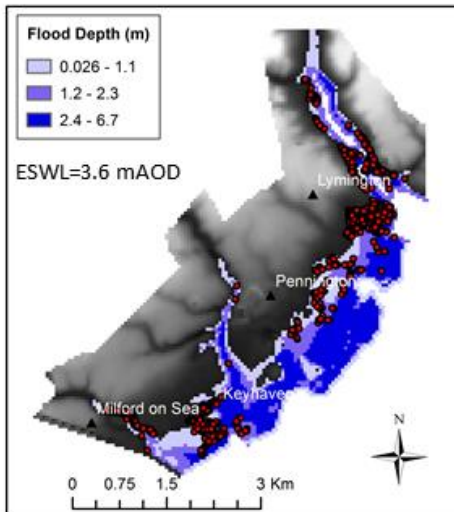 Flood Depth (m)
0.026 - 1.1
1.2 - 2.3
2.4 - 6.7
ESWL=3.6 mAOD
Lymington
Pennington
Keyhaven
Milford on Sea
N
0 0.75 1.5 3 Km